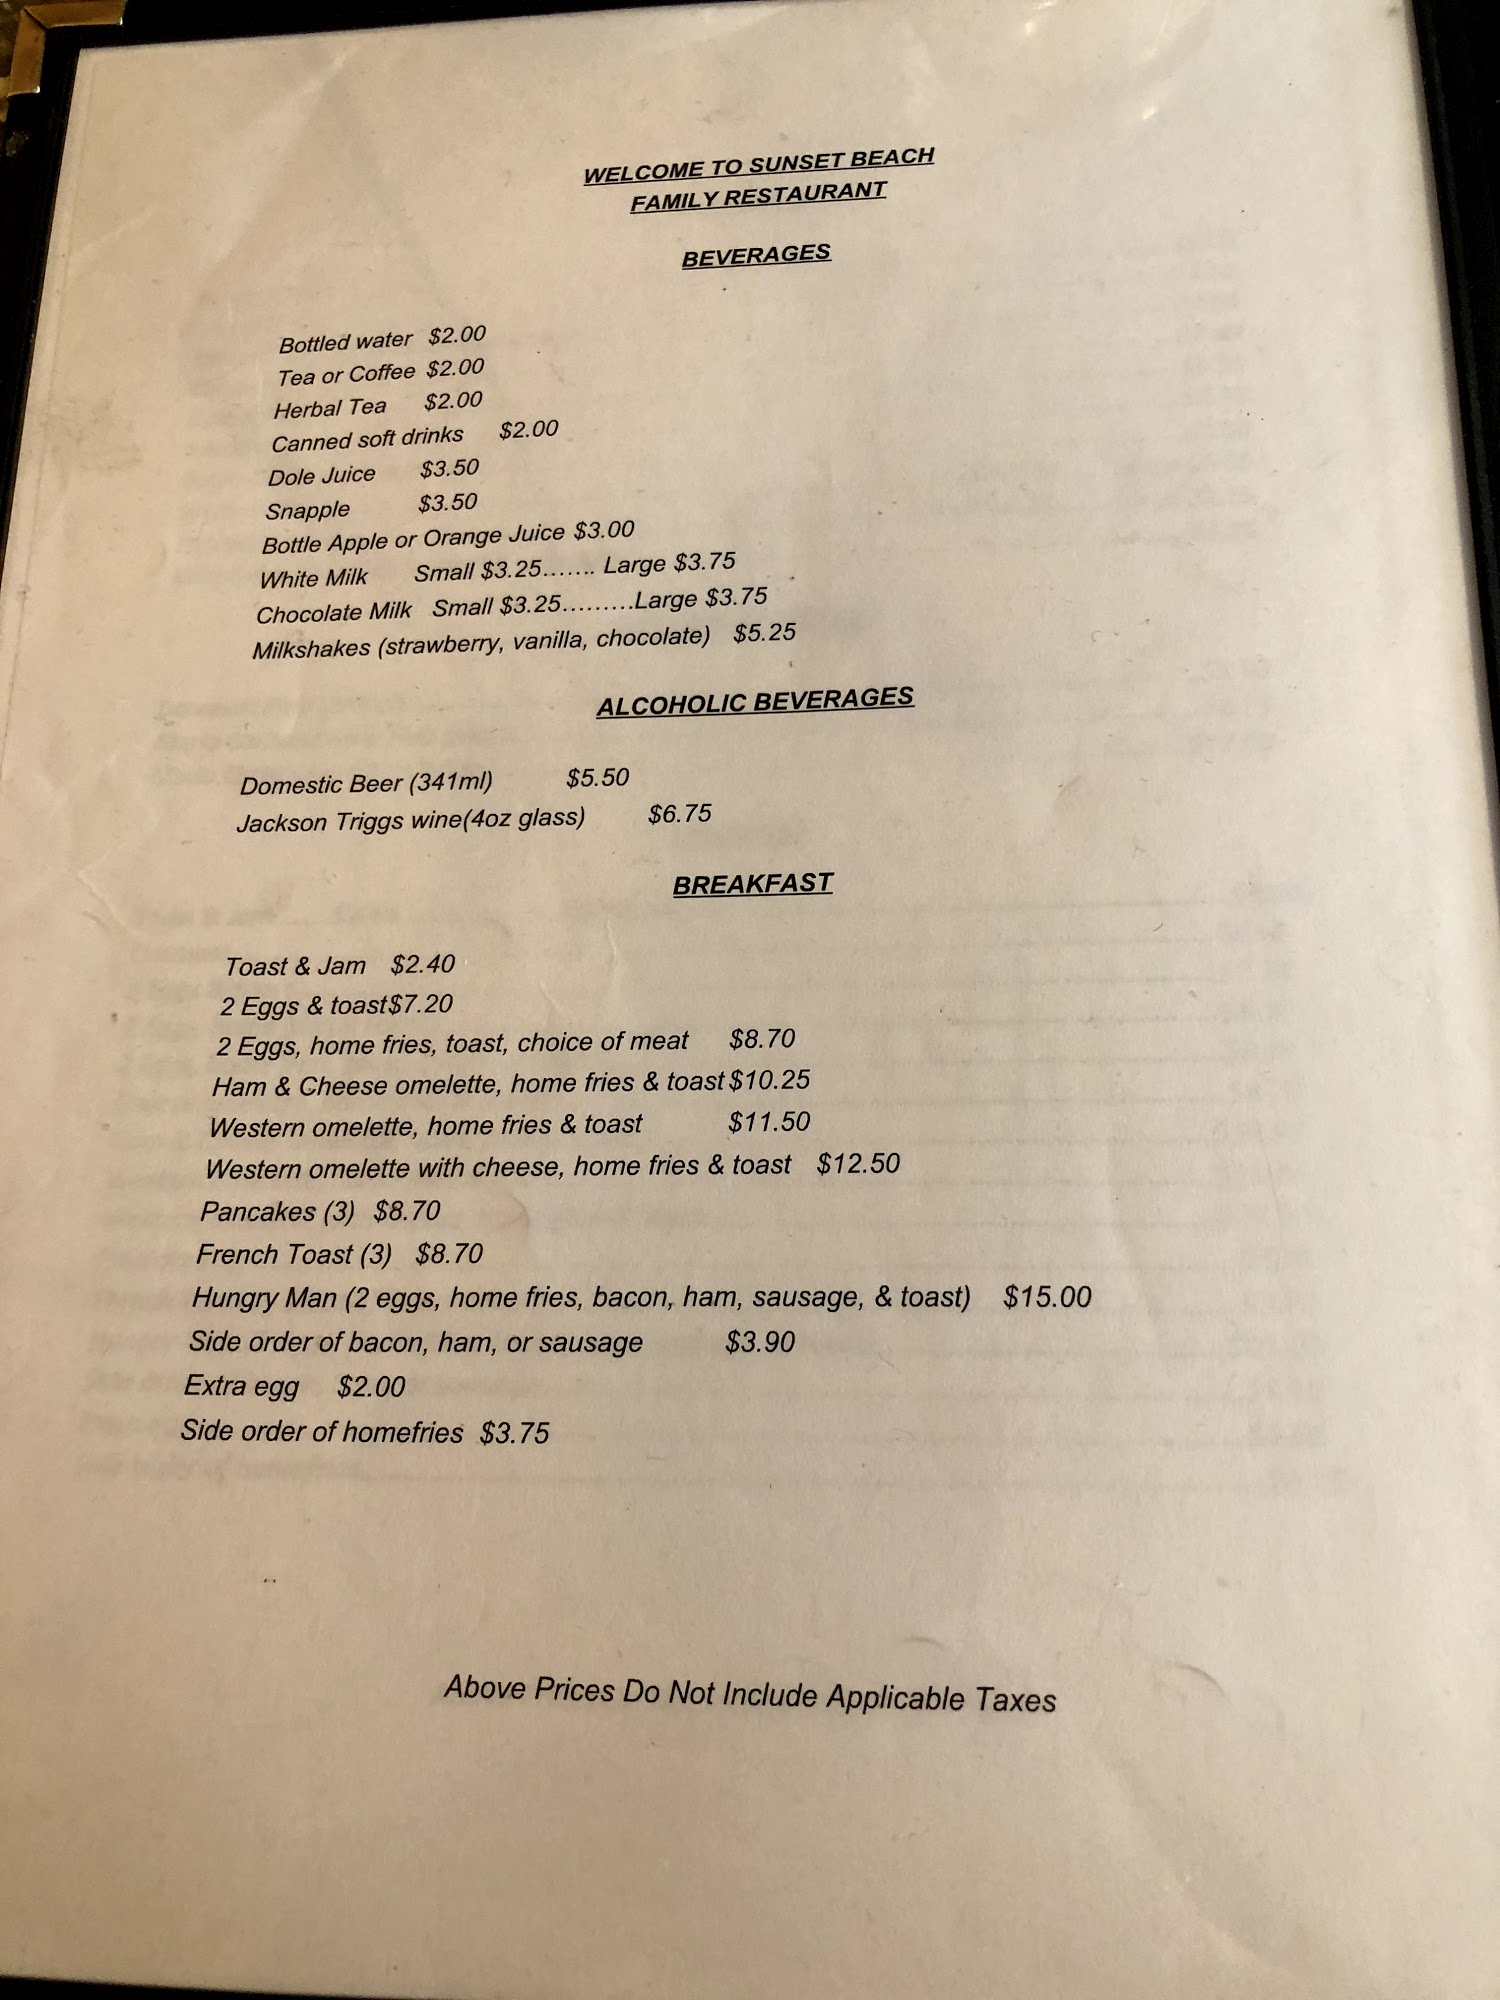 WELCOME TO SUNSET BEACH
FAMILY RESTAURANT
BEVERAGES
Bottled water $2.00
Tea or Coffee $2.00
Herbal Tea $2.00
Canned soft drinks $2.00
Dole Juice $3.50
Snapple $3.50
Bottle Apple or Orange Juice $3.00
White Milk Small $3.25....... Large $3.75
Chocolate Milk Small $3.25.........Large $3.75
Milkshakes (strawberry, vanilla, chocolate) $5.25
ALCOHOLIC BEVERAGES
Domestic Beer (341ml) $5.50
Jackson Triggs wine(4oz glass) $6.75
BREAKFAST
Toast & Jam $2.40
2 Eggs & toast$7.20
2 Eggs, home fries, toast, choice of meat $8.70
Ham & Cheese omelette, home fries & toast $10.25
Western omelette, home fries & toast $11.50
Western omelette with cheese, home fries & toast $12.50
Pancakes (3) $8.70
French Toast (3) $8.70
Hungry Man (2 eggs, home fries, bacon, ham, sausage, & toast) $15.00
Side order of bacon, ham, or sausage $3.90
Extra egg $2.00
Side order of homefries $3.75
Above Prices Do Not Include Applicable Taxes